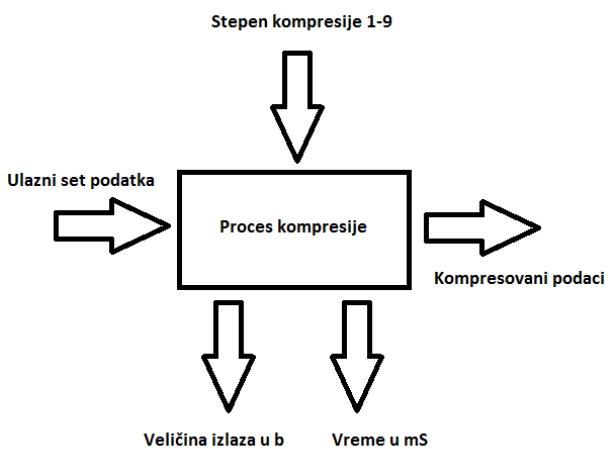 Stepen kompresije 1-9
Ulazni set podatka
Proces kompresije
Kompresovani podaci
Veličina izlaza u b
Vreme u mS